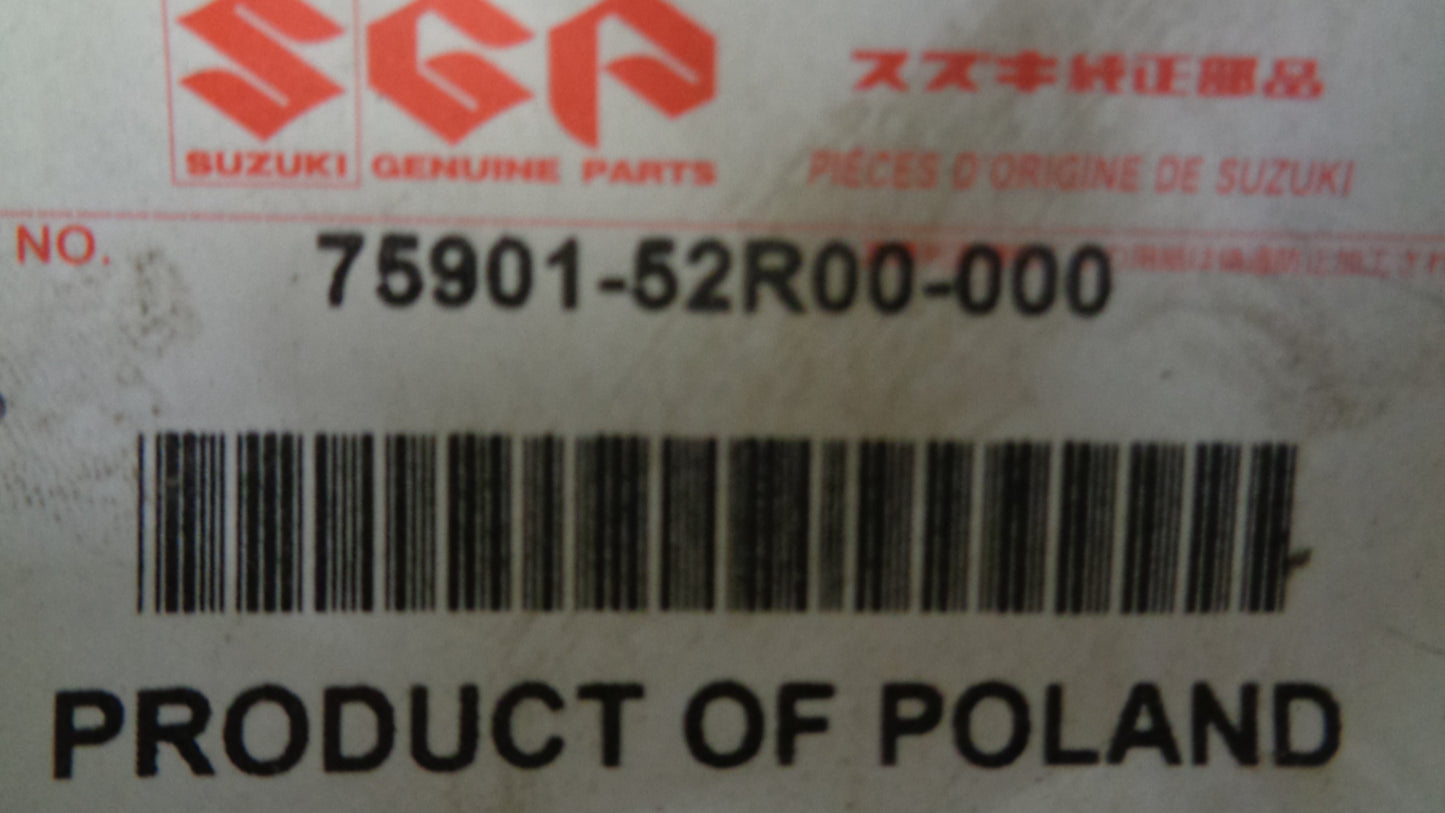 SGP
SUZUKI GENUINE PARTS
スズキ純正部品
PIÉCES D'ORIGINE DE SUZUKI
NO. 75901-52R00-000
PRODUCT OF POLAND